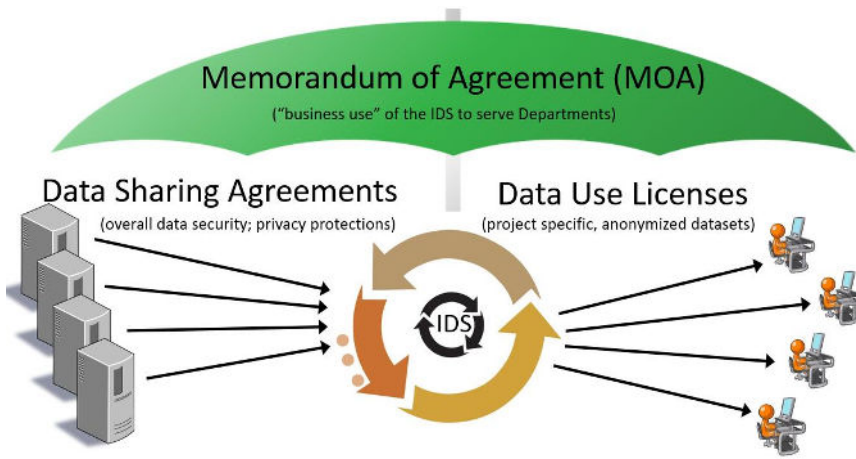 Memorandum of Agreement (MOA)
("business use" of the IDS to serve Departments)
Data Sharing Agreements
(overall data security; privacy protections)
Data Use Licenses
(project specific, anonymized datasets)
IDS